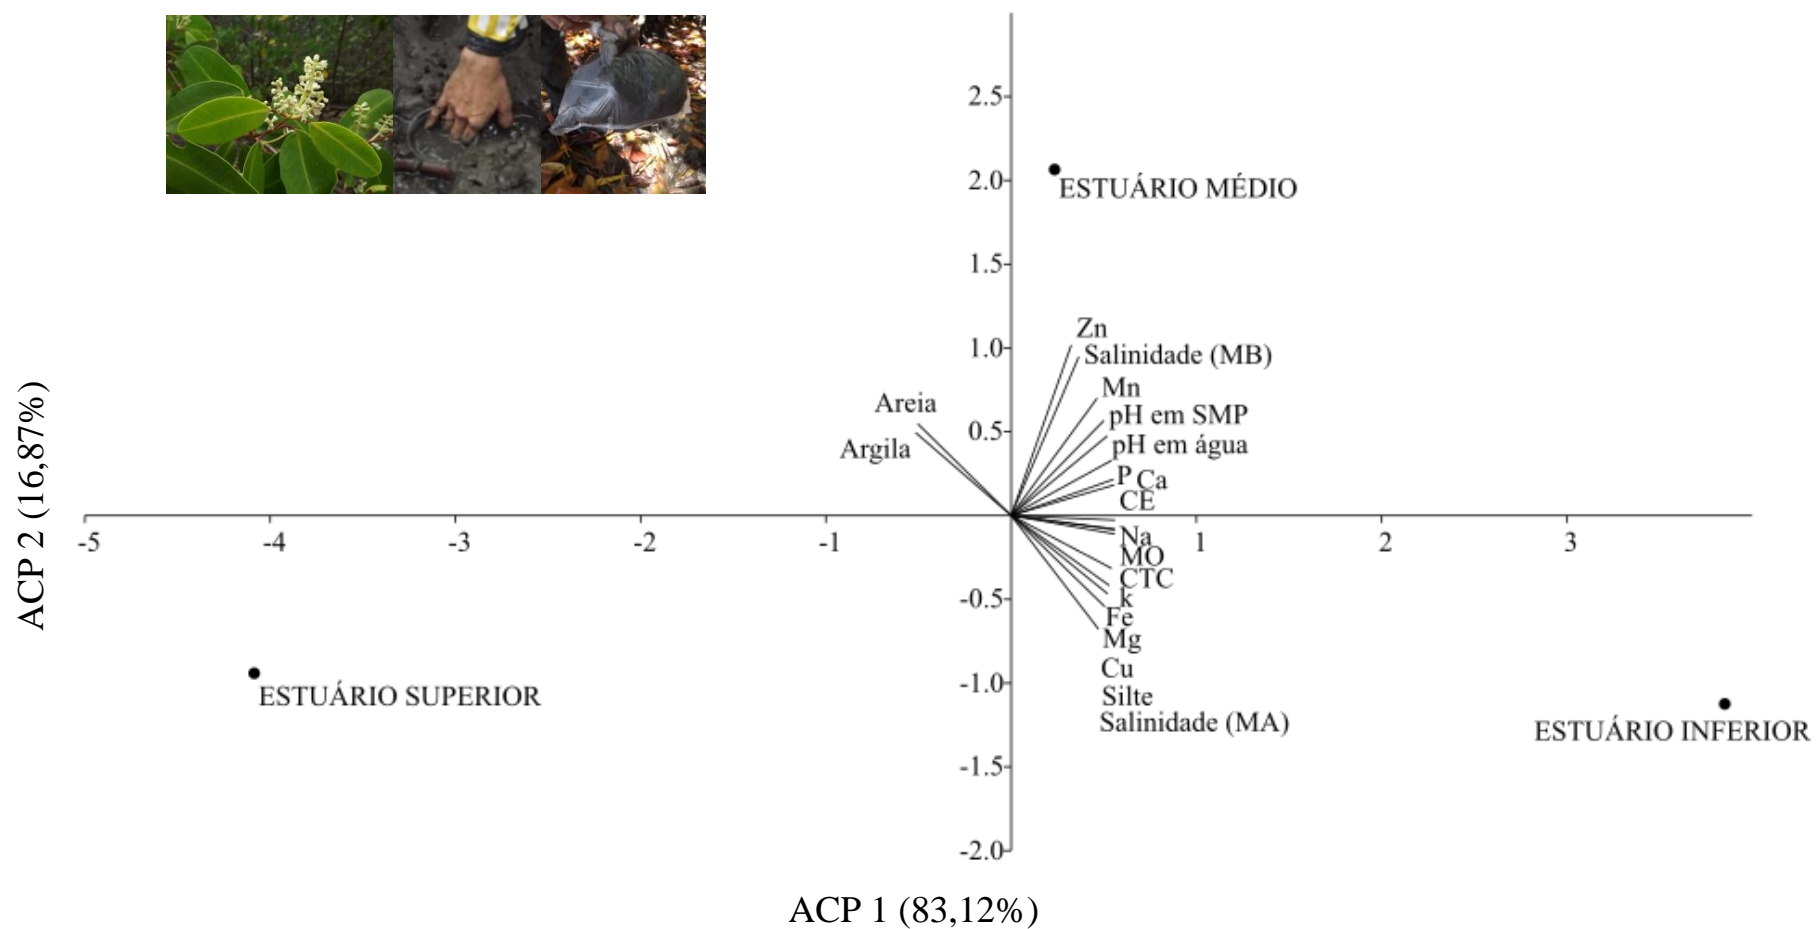 2.5
ESTUÁRIO MÉDIO
2.0
1.5
Zn
1.0
Salinidade (MB)
Mn
Areia
pH em SMP
0.5
Argila
pH em água
P
Ca
CE
-5
-4
-3
-2
-1
1
2
3
Na
MO
CTC
k
-0.5
Fe
Mg
Cu
-1.0
ESTUÁRIO SUPERIOR
Silte
Salinidade (MA)
ESTUÁRIO INFERIOR
-1.5
-2.0
ACP 2 (16,87%)
ACP 1 (83,12%)